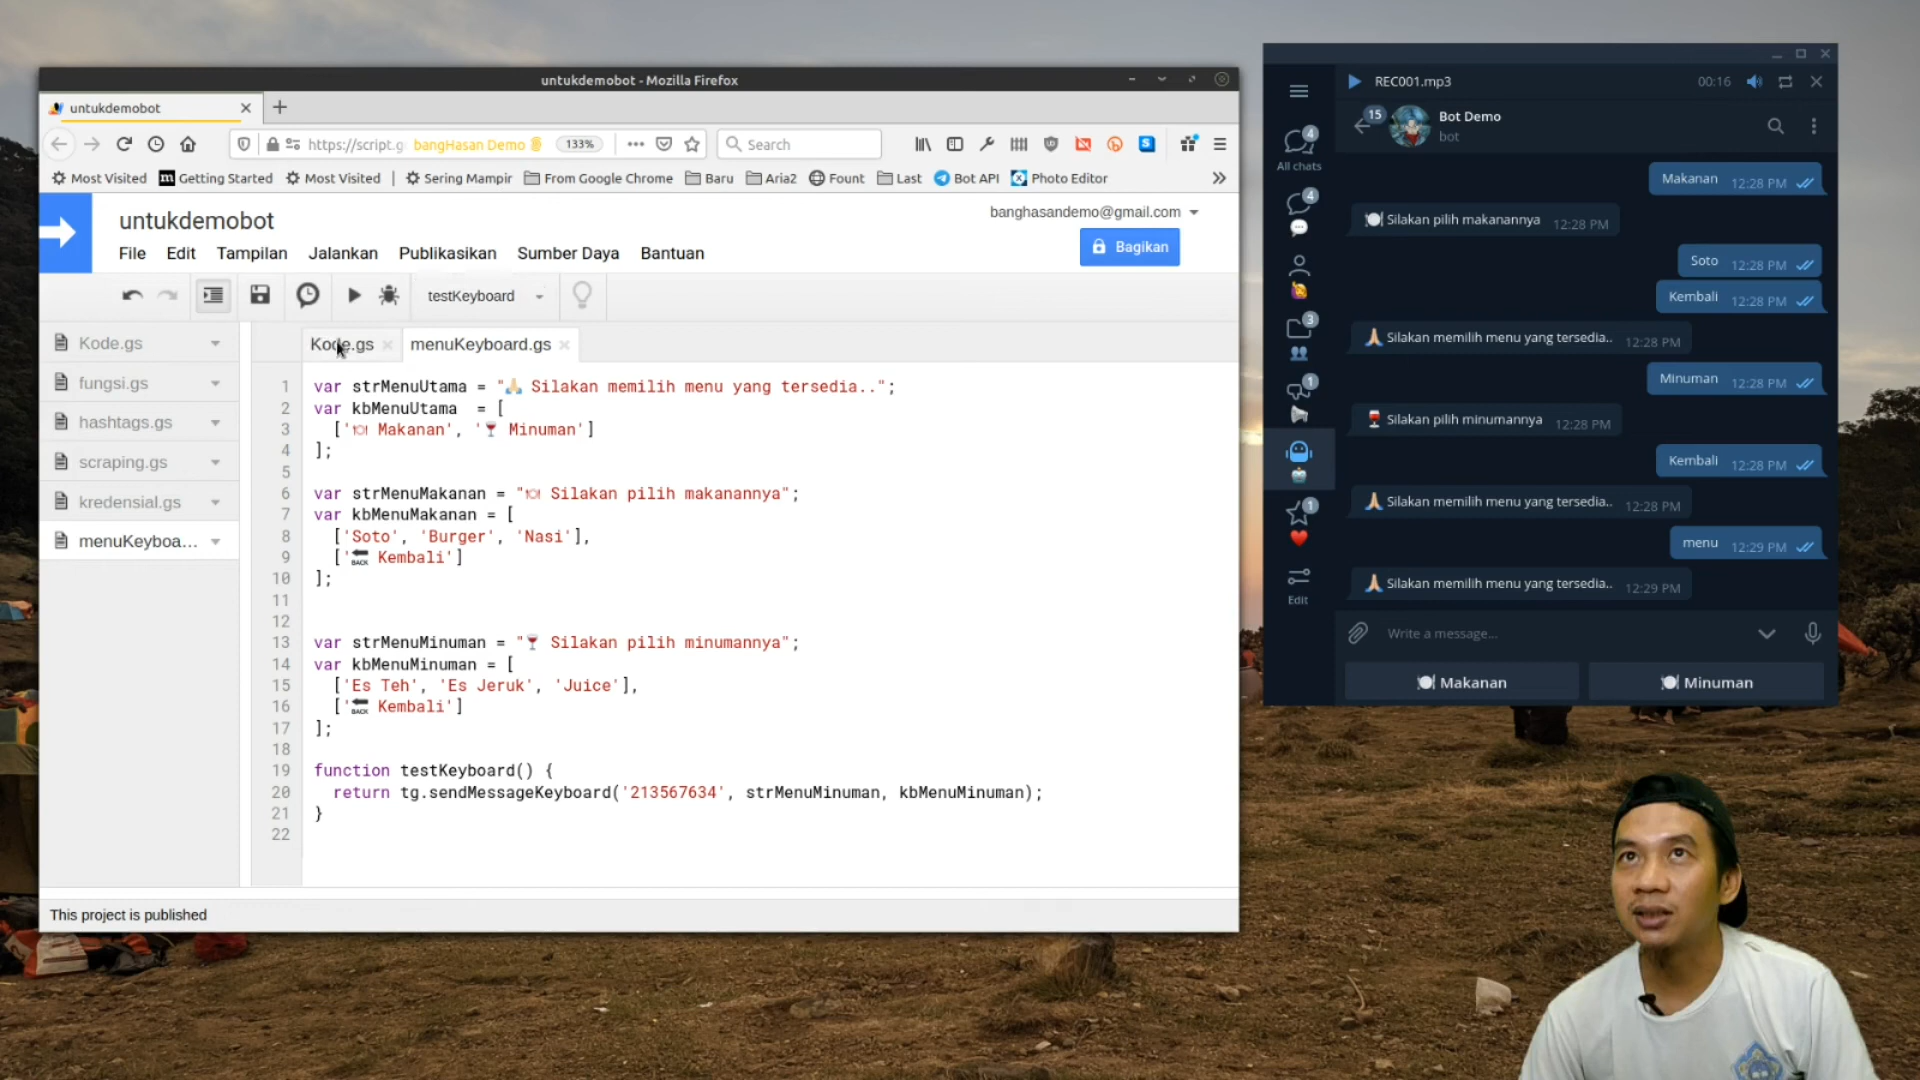 untukdemobot - Mozilla Firefox
untukdemobot
https://script.g
bangHasan Demo
133%
Search
Most Visited
Getting Started
Most Visited
Sering Mampir
From Google Chrome
Baru
Aria2
Fount
Last
Bot API
Photo Editor
untukdemobot
banghasandemo@gmail.com
File Edit Tampilan Jalankan Publikasikan Sumber Daya Bantuan
Bagikan
testKeyboard
Kode.gs
fungsi.gs
hashtags.gs
scraping.gs
kredensial.gs
menuKeyboa...
Kode.gs
menuKeyboard.gs
1 var strMenuUtama = "🙏 Silakan memilih menu yang tersedia..";
2 var kbMenuUtama = [
3 ['🍽 Makanan', '🍷 Minuman']
4 ];
5
6 var strMenuMakanan = "🍽 Silakan pilih makanannya";
7 var kbMenuMakanan = [
8 ['Soto', 'Burger', 'Nasi'],
9 ['🔙 Kembali']
10 ];
11
12
13 var strMenuMinuman = "🍷 Silakan pilih minumannya";
14 var kbMenuMinuman = [
15 ['Es Teh', 'Es Jeruk', 'Juice'],
16 ['🔙 Kembali']
17 ];
18
19 function testKeyboard() {
20 return tg.sendMessageKeyboard('213567634', strMenuMinuman, kbMenuMinuman);
21 }
22
This project is published
REC001.mp3
00:16
15
Bot Demo
bot
4
All chats
4
3
1
1
Edit
Makanan 12:28 PM
🍽 Silakan pilih makanannya 12:28 PM
Soto 12:28 PM
Kembali 12:28 PM
🙏 Silakan memilih menu yang tersedia.. 12:28 PM
Minuman 12:28 PM
🍷 Silakan pilih minumannya 12:28 PM
Kembali 12:28 PM
🙏 Silakan memilih menu yang tersedia.. 12:28 PM
menu 12:29 PM
🙏 Silakan memilih menu yang tersedia.. 12:29 PM
Write a message...
🍽 Makanan
🍽 Minuman